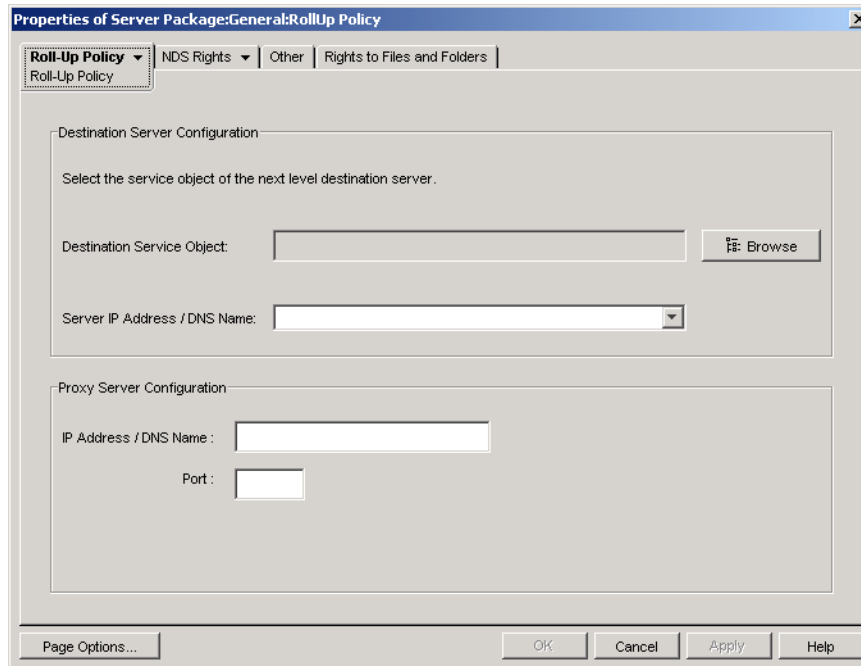 Properties of Server Package:General:RollUp Policy
Roll-Up Policy NDS Rights Other Rights to Files and Folders
Roll-Up Policy
Destination Server Configuration
Select the service object of the next level destination server.
Destination Service Object: Browse
Server IP Address / DNS Name:
Proxy Server Configuration
IP Address / DNS Name :
Port :
Page Options... OK Cancel Apply Help